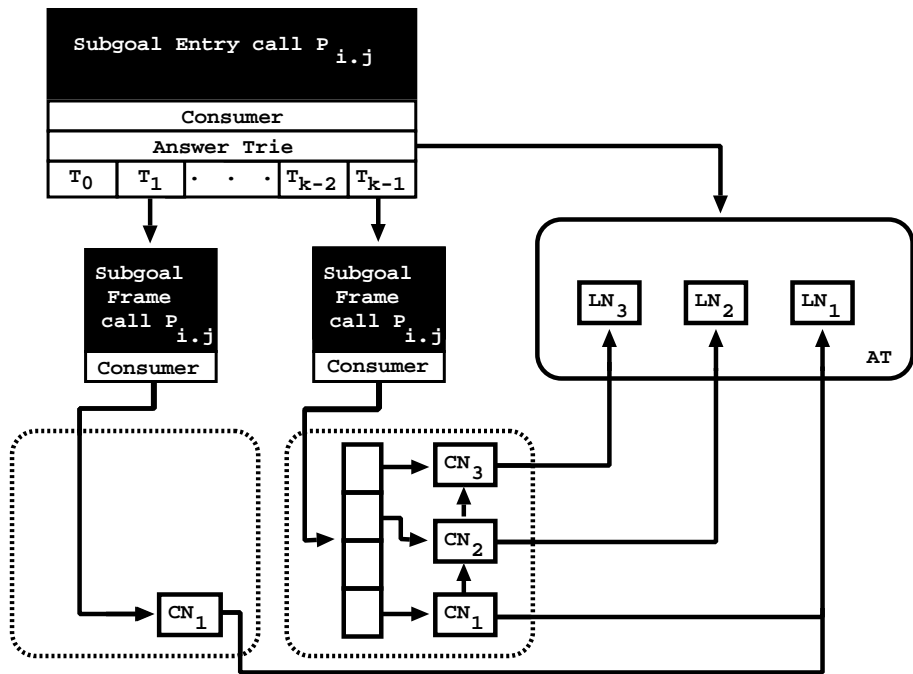 Subgoal Entry call P i.j
Consumer
Answer Trie
T0 T1 . . . Tk-2 Tk-1
Subgoal
Frame
call P i.j
Consumer
Subgoal
Frame
call P i.j
Consumer
LN3 LN2 LN1
AT
CN3
CN2
CN1
CN1